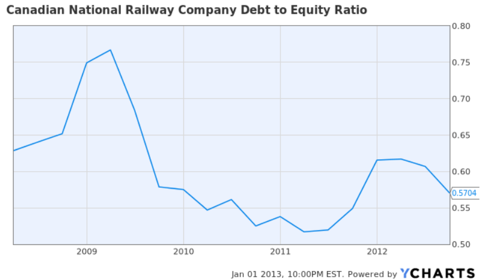 Canadian National Railway Company Debt to Equity Ratio
0.80
0.75
0.70
0.65
0.60
0.5704
0.55
0.50
2009 2010 2011 2012
Jan 01 2013, 10:00PM EST. Powered by YCHARTS